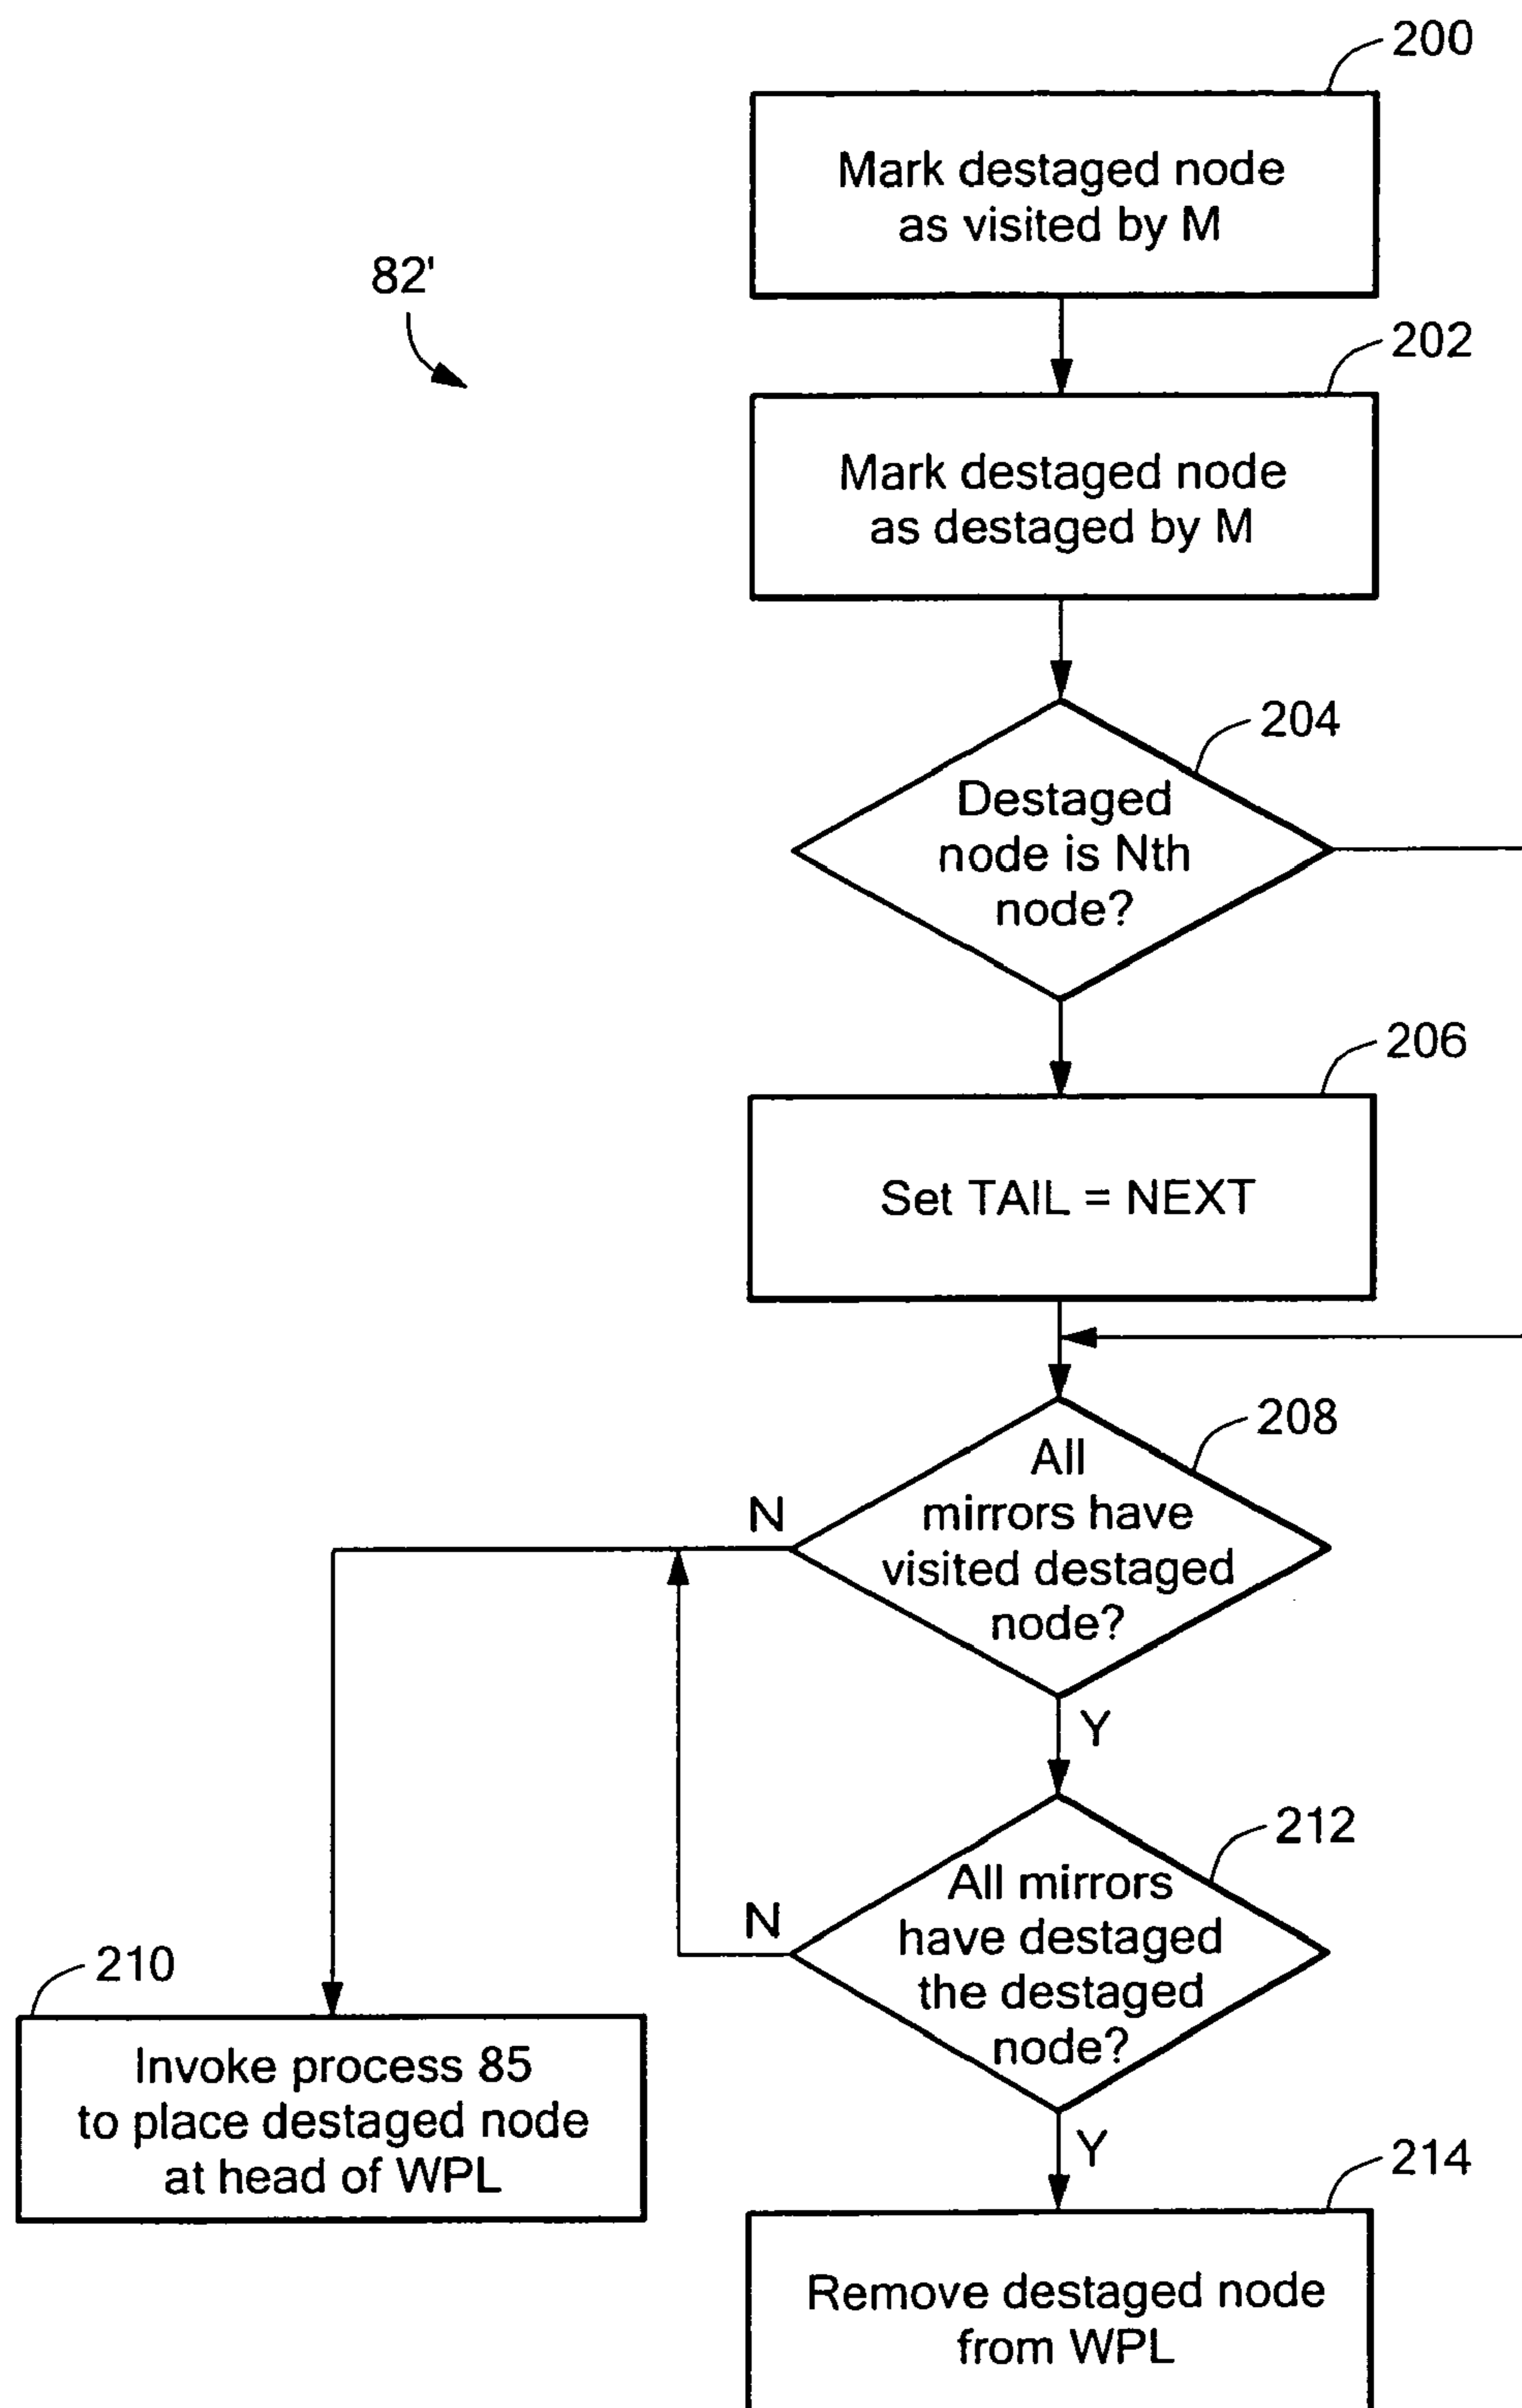 200
Mark destaged node
as visited by M
82'
202
Mark destaged node
as destaged by M
204
Destaged
node is Nth
node?
206
Set TAIL = NEXT
208
All
mirrors have
visited destaged
node?
N
Y
212
All mirrors
have destaged
the destaged
node?
N
210
Invoke process 85
to place destaged node
at head of WPL
Y
214
Remove destaged node
from WPL